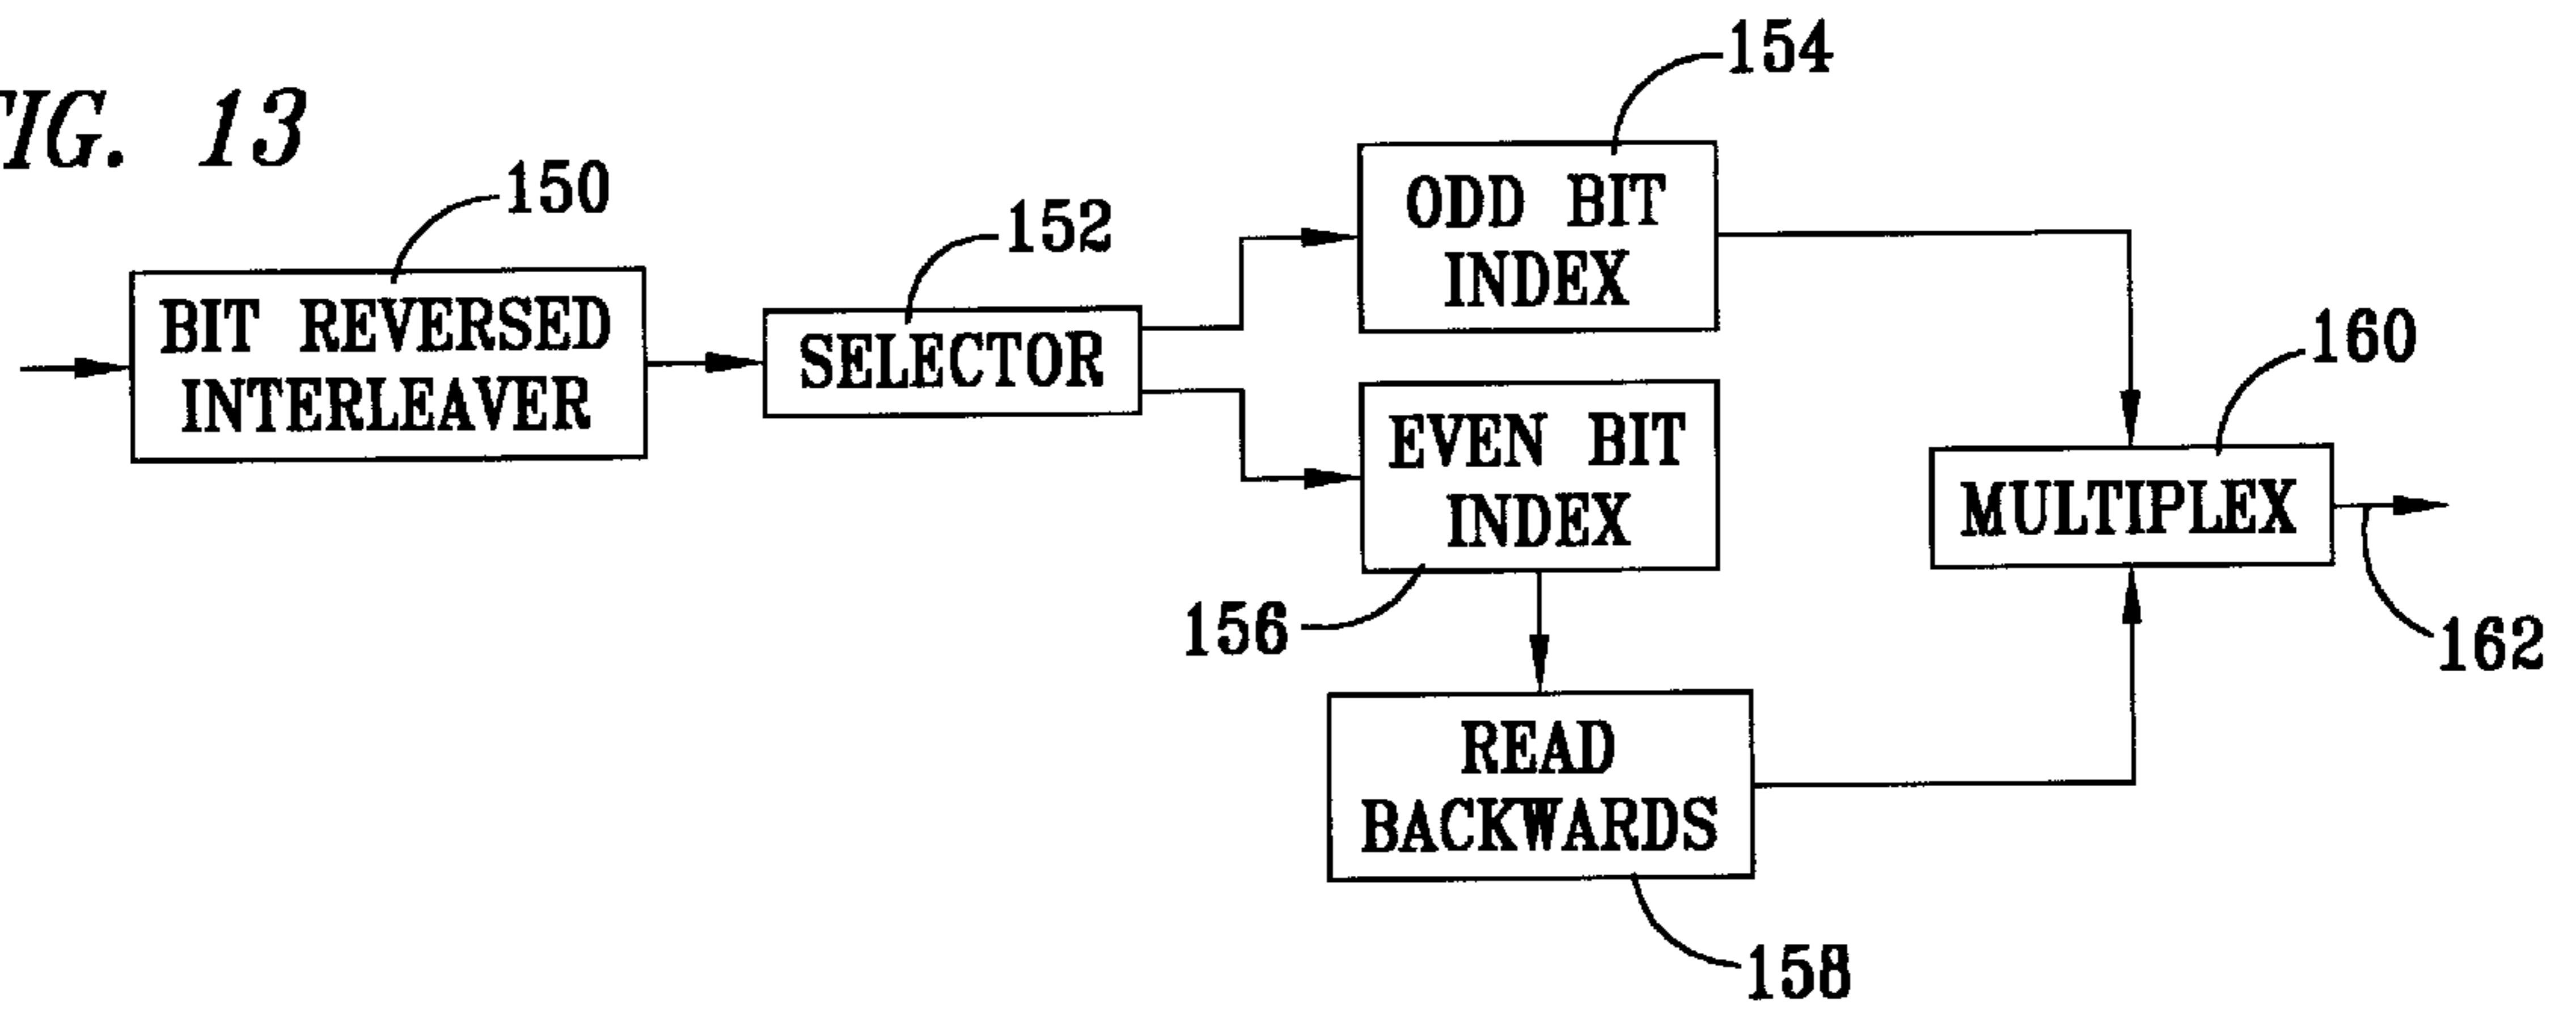 FIG. 13
150
BIT REVERSED
INTERLEAVER
152
SELECTOR
154
ODD BIT
INDEX
EVEN BIT
INDEX
156
READ
BACKWARDS
158
160
MULTIPLEX
162